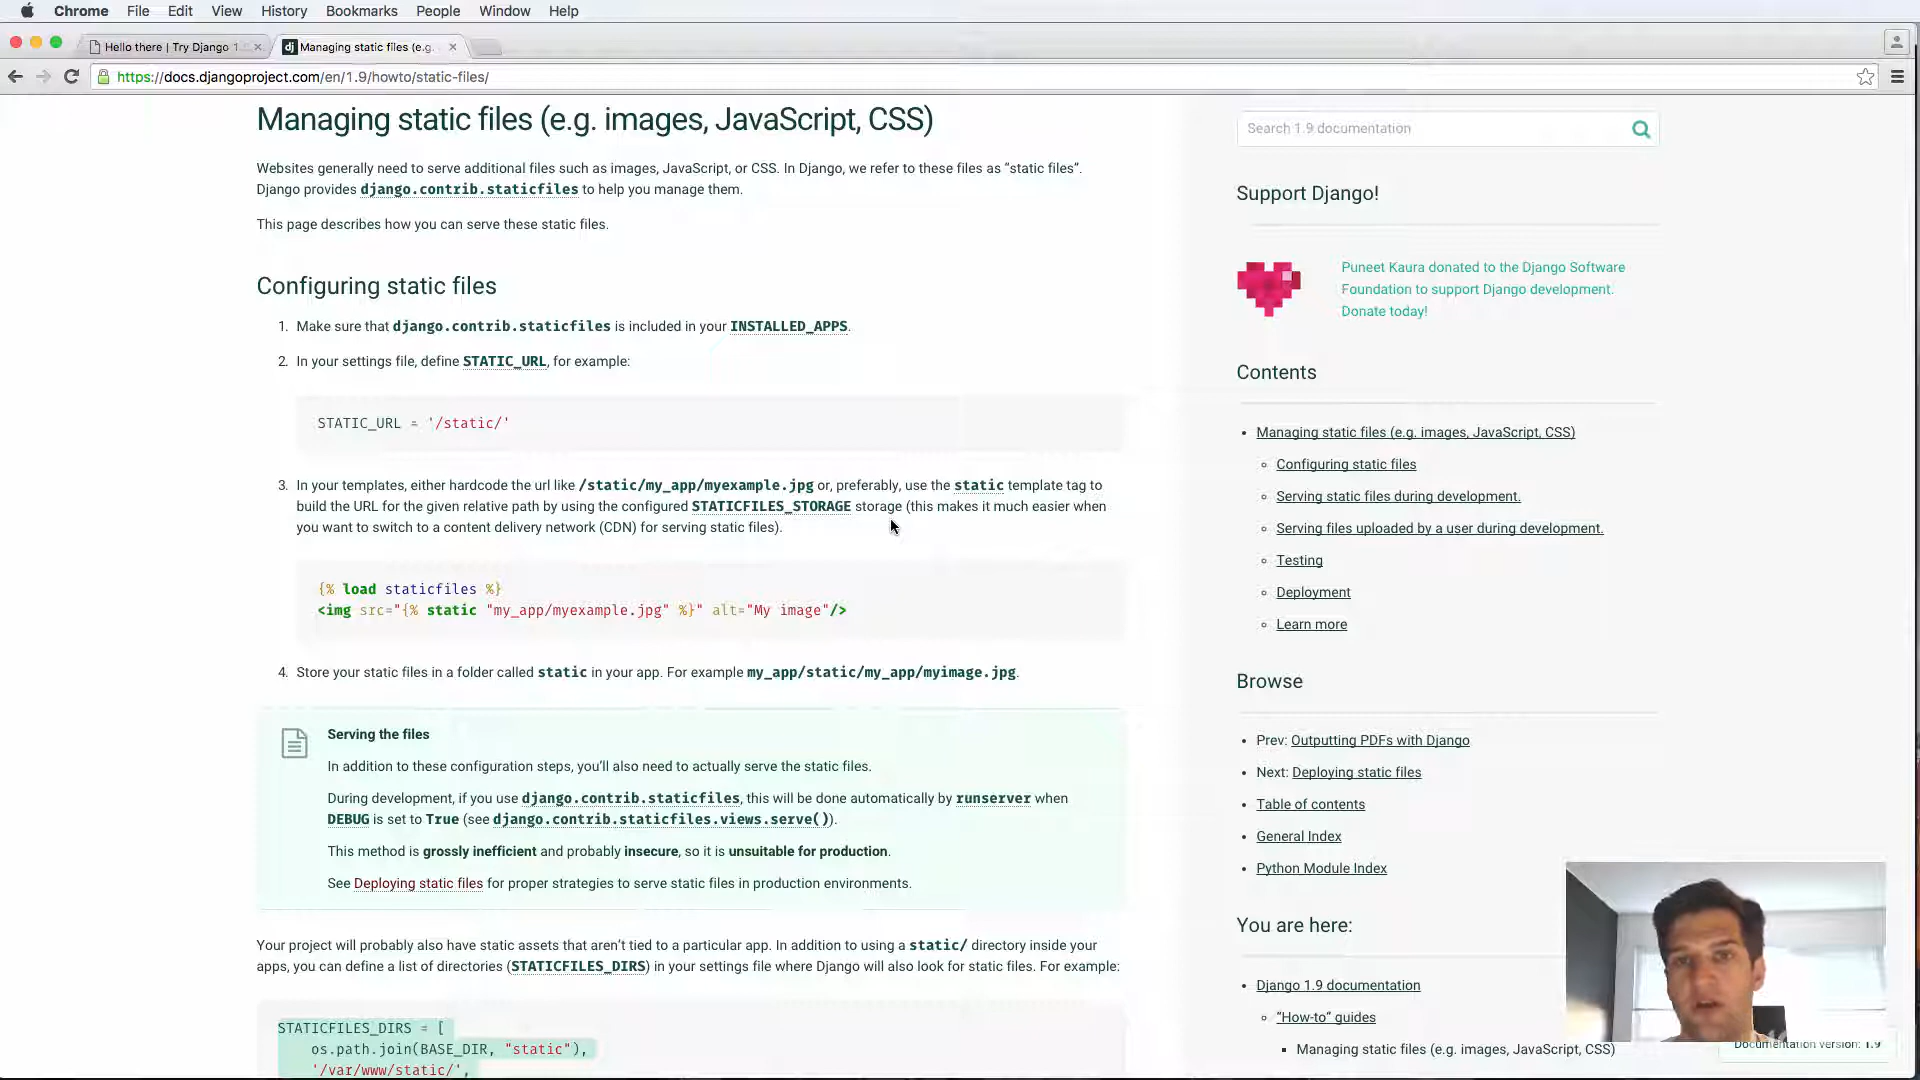 Chrome File Edit View History Bookmarks People Window Help
Hello there | Try Django 1
Managing static files (e.g.
https://docs.djangoproject.com/en/1.9/howto/static-files/
Managing static files (e.g. images, JavaScript, CSS)
Websites generally need to serve additional files such as images, JavaScript, or CSS. In Django, we refer to these files as “static files”.
Django provides django.contrib.staticfiles to help you manage them.
This page describes how you can serve these static files.
Configuring static files
1. Make sure that django.contrib.staticfiles is included in your INSTALLED_APPS.
2. In your settings file, define STATIC_URL, for example:
STATIC_URL = '/static/'
3. In your templates, either hardcode the url like /static/my_app/myexample.jpg or, preferably, use the static template tag to
build the URL for the given relative path by using the configured STATICFILES_STORAGE storage (this makes it much easier when
you want to switch to a content delivery network (CDN) for serving static files).
{% load staticfiles %}
<img src="{% static "my_app/myexample.jpg" %}" alt="My image"/>
4. Store your static files in a folder called static in your app. For example my_app/static/my_app/myimage.jpg.
Serving the files
In addition to these configuration steps, you’ll also need to actually serve the static files.
During development, if you use django.contrib.staticfiles, this will be done automatically by runserver when
DEBUG is set to True (see django.contrib.staticfiles.views.serve()).
This method is grossly inefficient and probably insecure, so it is unsuitable for production.
See Deploying static files for proper strategies to serve static files in production environments.
Your project will probably also have static assets that aren’t tied to a particular app. In addition to using a static/ directory inside your
apps, you can define a list of directories (STATICFILES_DIRS) in your settings file where Django will also look for static files. For example:
STATICFILES_DIRS = [
os.path.join(BASE_DIR, "static"),
'/var/www/static/',
Search 1.9 documentation
Support Django!
Puneet Kaura donated to the Django Software
Foundation to support Django development.
Donate today!
Contents
Managing static files (e.g. images, JavaScript, CSS)
Configuring static files
Serving static files during development.
Serving files uploaded by a user during development.
Testing
Deployment
Learn more
Browse
Prev: Outputting PDFs with Django
Next: Deploying static files
Table of contents
General Index
Python Module Index
You are here:
Django 1.9 documentation
“How-to” guides
Managing static files (e.g. images, JavaScript, CSS)
Documentation version: 1.9